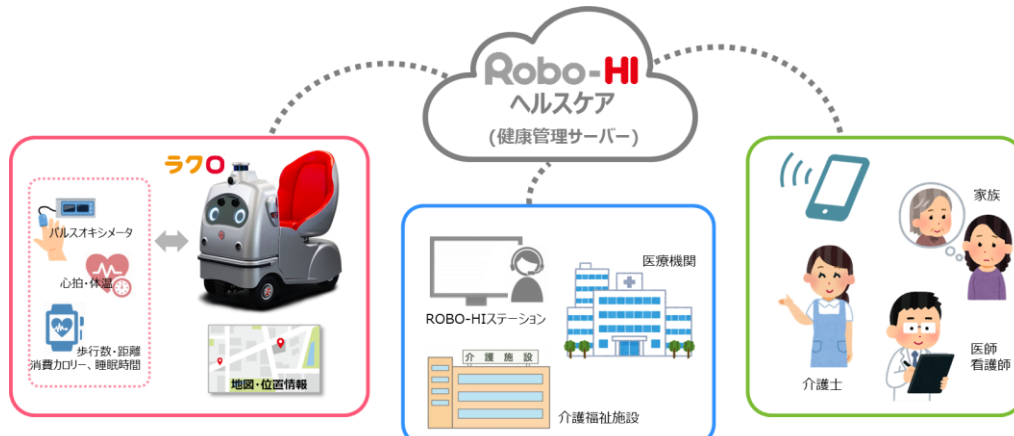 Robo-HI
ヘルスケア
(健康管理サーバー)
ラクロ
パルスオキシメータ
心拍・体温
歩行数・距離
消費カロリー、睡眠時間
地図・位置情報
ROBO-HIステーション
医療機関
介護施設
介護福祉施設
家族
介護士
医師
看護師